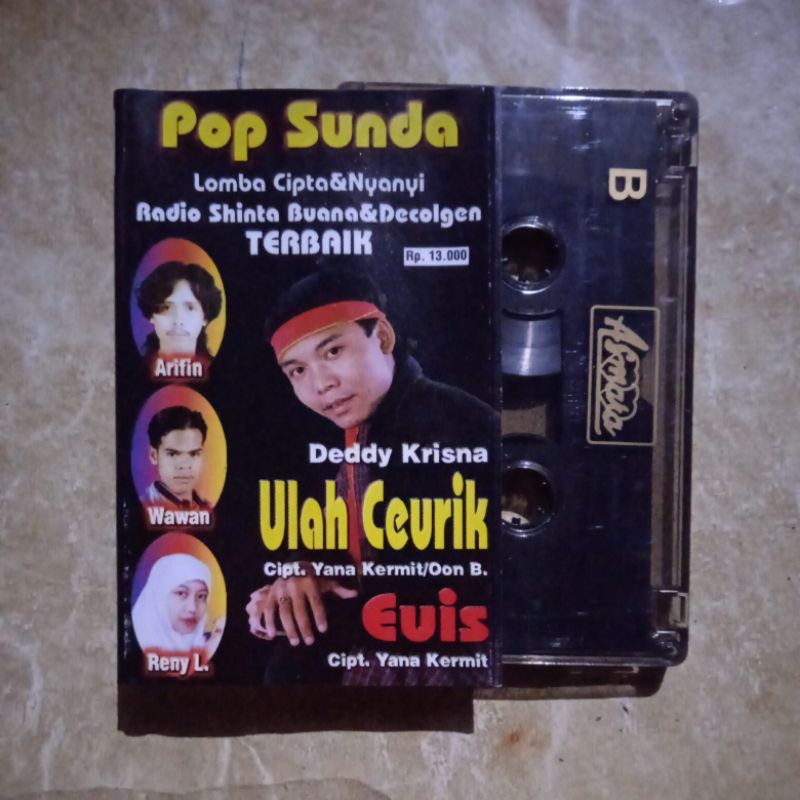 Pop Sunda
Lomba Cipta&Nyanyi
Radio Shinta Buana&Decolgen
TERBAIK
Rp. 13.000
Arifin
Wawan
Reny L.
Deddy Krisna
Ulah Ceurik
Cipt. Yana Kermit/Oon B.
Euis
Cipt. Yana Kermit
B